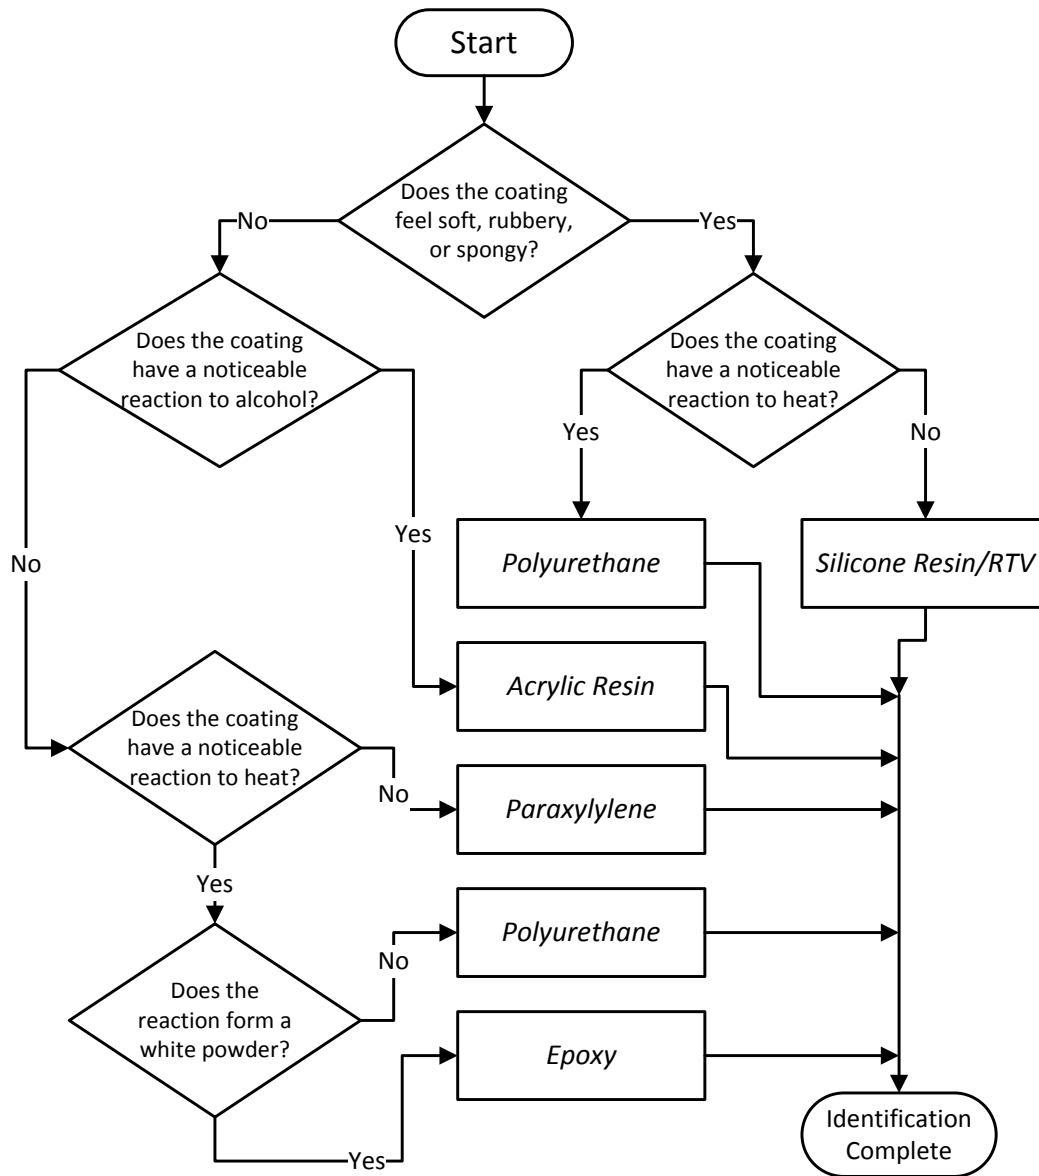 Start
Does the coating
feel soft, rubbery,
or spongy?
No
Yes
Does the coating
have a noticeable
reaction to alcohol?
Does the coating
have a noticeable
reaction to heat?
Yes
No
No
Yes
Polyurethane
Silicone Resin/RTV
Acrylic Resin
Does the coating
have a noticeable
reaction to heat?
No
Paraxylylene
Yes
Polyurethane
No
Does the
reaction form a
white powder?
Epoxy
Yes
Identification
Complete